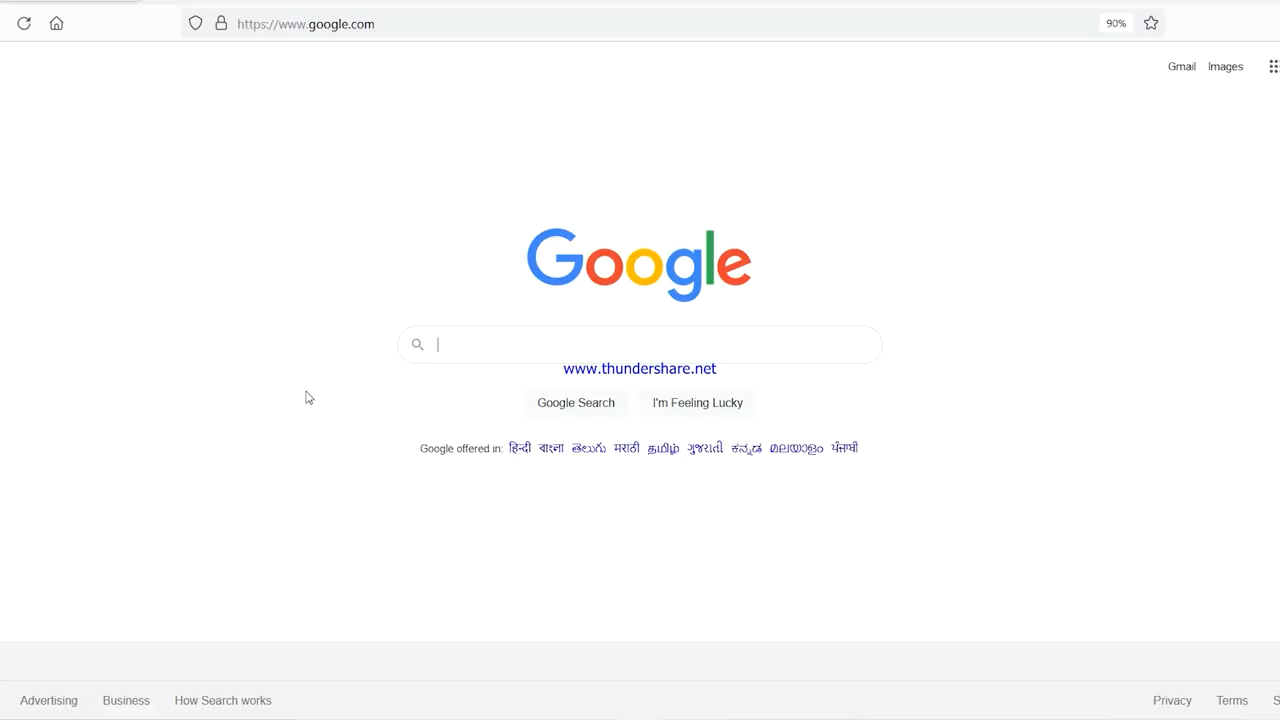 https://www.google.com
90%
Gmail Images
Google
www.thundershare.net
Google Search I'm Feeling Lucky
Google offered in: हिन्दी বাংলা తెలుగు मराठी தமிழ் ગુજરાતી ಕನ್ನಡ മലയാളം ਪੰਜਾਬੀ
Advertising Business How Search works Privacy Terms S